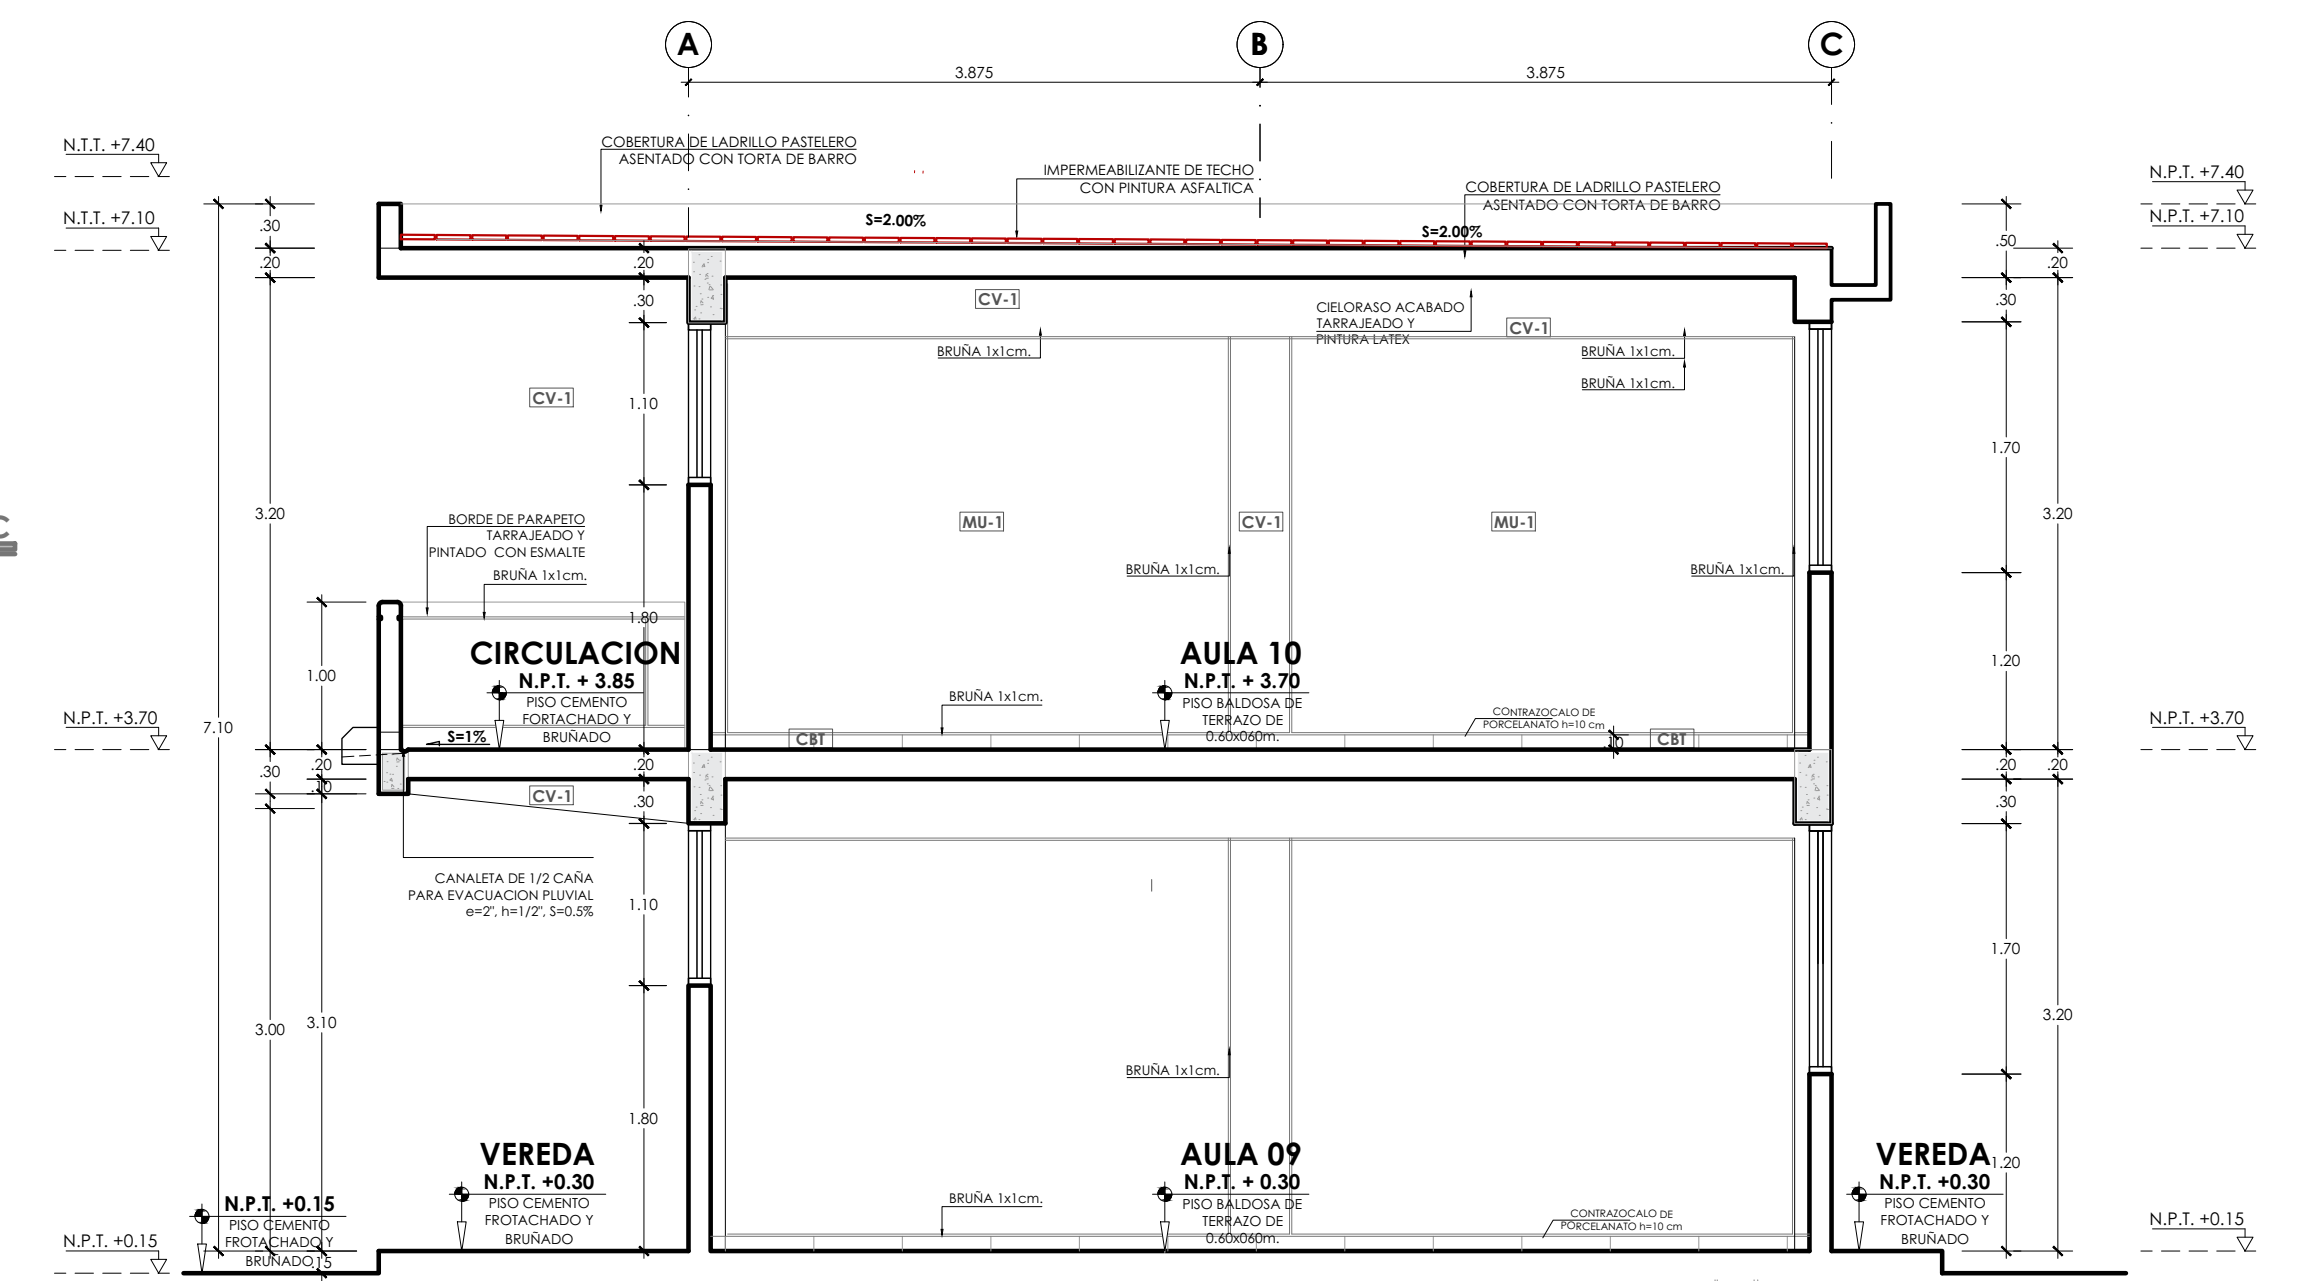 A
B
C
3.875
3.875
N.T.T. +7.40
N.T.T. +7.10
COBERTURA DE LADRILLO PASTELERO
ASENTADO CON TORTA DE BARRO
IMPERMEABILIZANTE DE TECHO
CON PINTURA ASFALTICA
COBERTURA DE LADRILLO PASTELERO
ASENTADO CON TORTA DE BARRO
N.P.T. +7.40
N.P.T. +7.10
S=2.00%
S=2.00%
.30
.20
.20
.30
.50
.20
.30
CV-1
CIELORASO ACABADO
TARRAJEADO Y
PINTURA LATEX
CV-1
BRUÑA 1x1cm.
BRUÑA 1x1cm.
BRUÑA 1x1cm.
CV-1
1.10
1.70
3.20
3.20
BORDE DE PARAPETO
TARRAJEADO Y
PINTADO CON ESMALTE
BRUÑA 1x1cm.
MU-1
CV-1
MU-1
BRUÑA 1x1cm.
BRUÑA 1x1cm.
1.80
1.00
1.20
CIRCULACION
N.P.T. + 3.85
PISO CEMENTO
FORTACHADO Y
BRUÑADO
S=1%
AULA 10
N.P.T. + 3.70
PISO BALDOSA DE
TERRAZO DE
0.60x060m.
BRUÑA 1x1cm.
CONTRAZOCALO DE
PORCELANATO h=10 cm
CBT
CBT
.10
N.P.T. +3.70
N.P.T. +3.70
7.10
.30
.20
.10
.20
.30
.20
.20
.30
CV-1
CANALETA DE 1/2 CAÑA
PARA EVACUACION PLUVIAL
e=2", h=1/2", S=0.5%
1.10
1.70
3.00
3.10
3.20
BRUÑA 1x1cm.
1.80
1.20
VEREDA
N.P.T. +0.30
PISO CEMENTO
FROTACHADO Y
BRUÑADO
AULA 09
N.P.T. + 0.30
PISO BALDOSA DE
TERRAZO DE
0.60x060m.
BRUÑA 1x1cm.
CONTRAZOCALO DE
PORCELANATO h=10 cm
VEREDA
N.P.T. +0.30
PISO CEMENTO
FROTACHADO Y
BRUÑADO
N.P.T. +0.15
PISO CEMENTO
FROTACHADO Y
BRUÑADO
.15
N.P.T. +0.15
N.P.T. +0.15